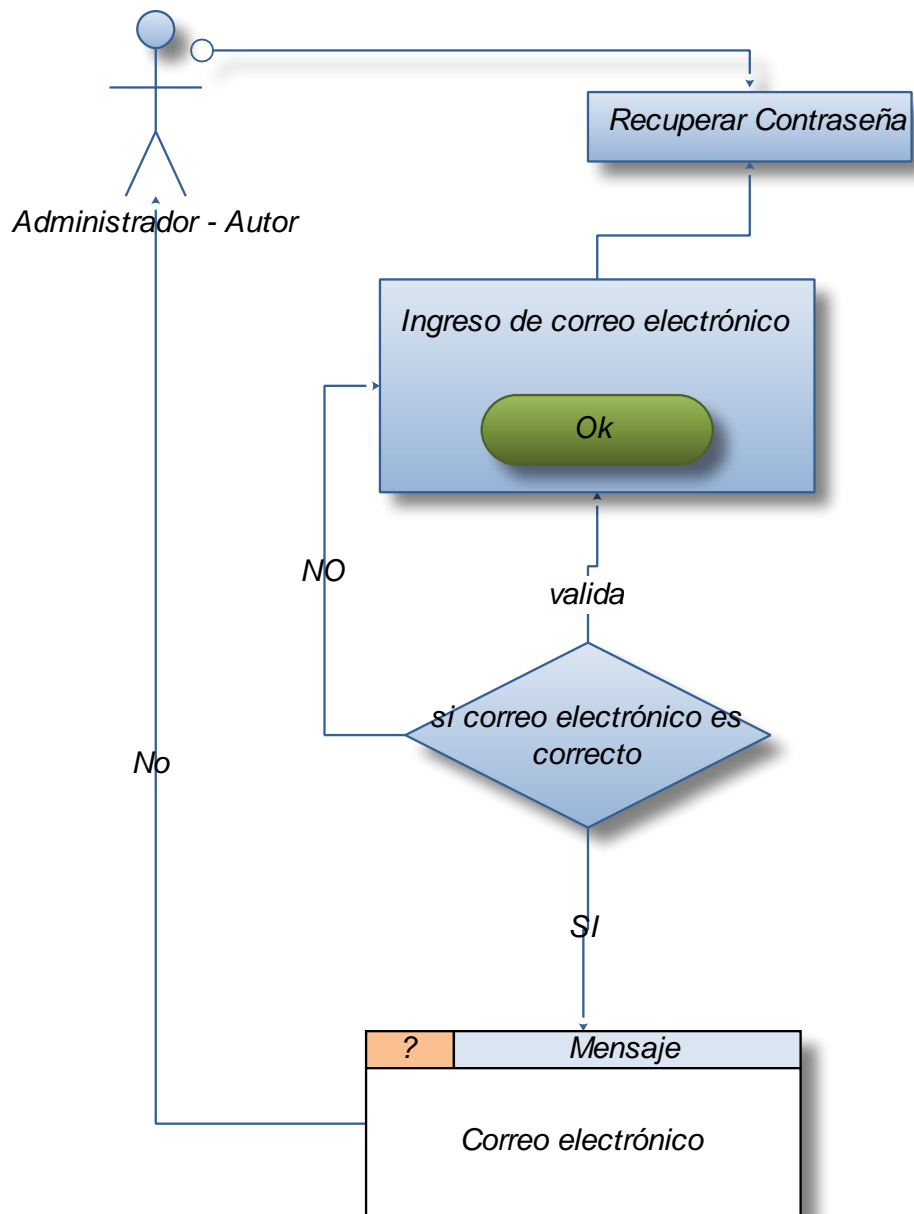 Recuperar Contraseña
Administrador - Autor
Ingreso de correo electrónico
Ok
NO
valida
si correo electrónico es
correcto
No
SI
?
Mensaje
Correo electrónico